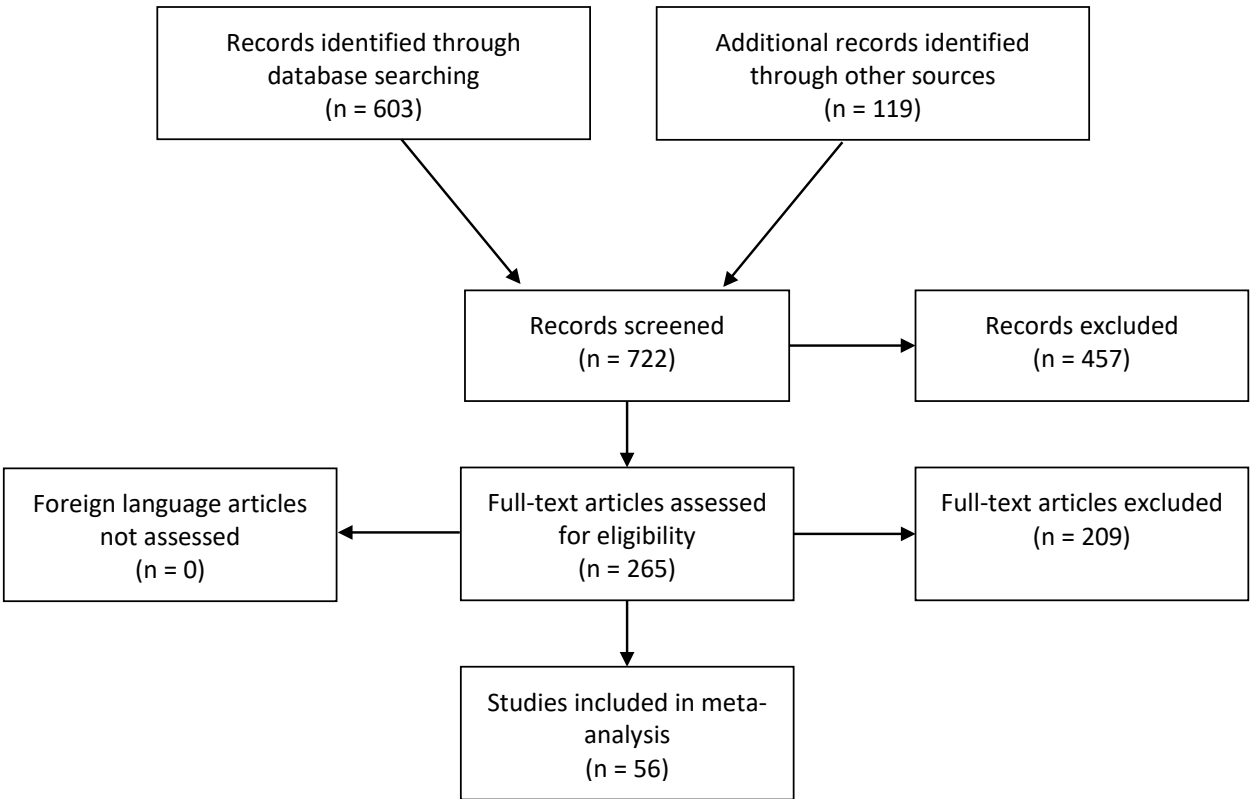 Records identified through
database searching
(n = 603)
Additional records identified
through other sources
(n = 119)
Records screened
(n = 722)
Records excluded
(n = 457)
Foreign language articles
not assessed
(n = 0)
Full-text articles assessed
for eligibility
(n = 265)
Full-text articles excluded
(n = 209)
Studies included in meta-
analysis
(n = 56)